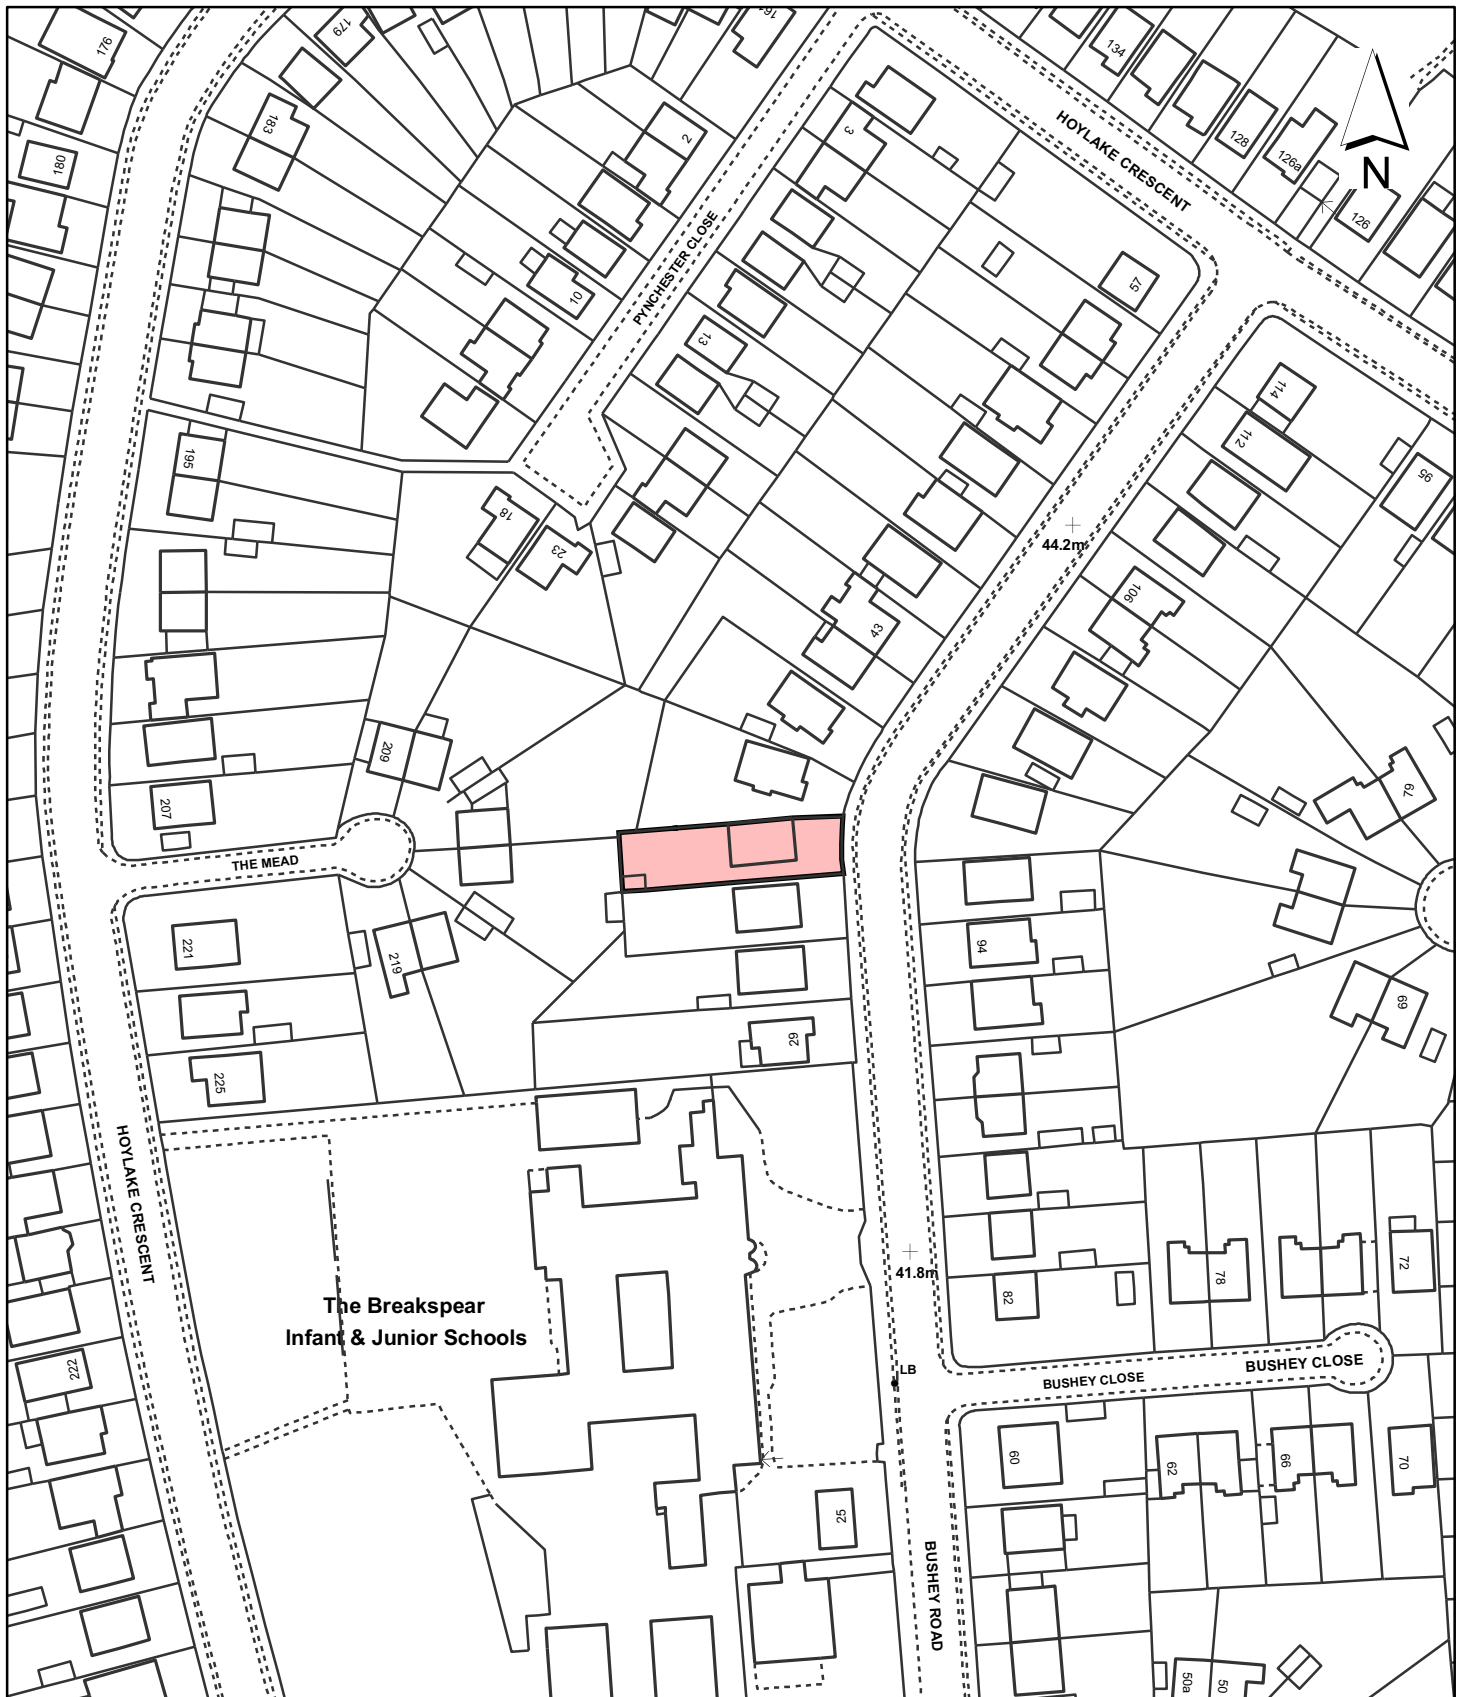 176
179
161
134
183
2
3
HOYLAKE CRESCENT
128
126a
N
126
180
PYNCHESTER CLOSE
10
57
13
114
112
95
195
18
23
44.2m
106
43
209
207
79
THE MEAD
221
219
94
69
29
225
HOYLAKE CRESCENT
The Breakspear
Infant & Junior Schools
41.8m
82
78
72
222
LB
BUSHEY CLOSE
BUSHEY CLOSE
60
62
66
70
25
BUSHEY ROAD
50a
50